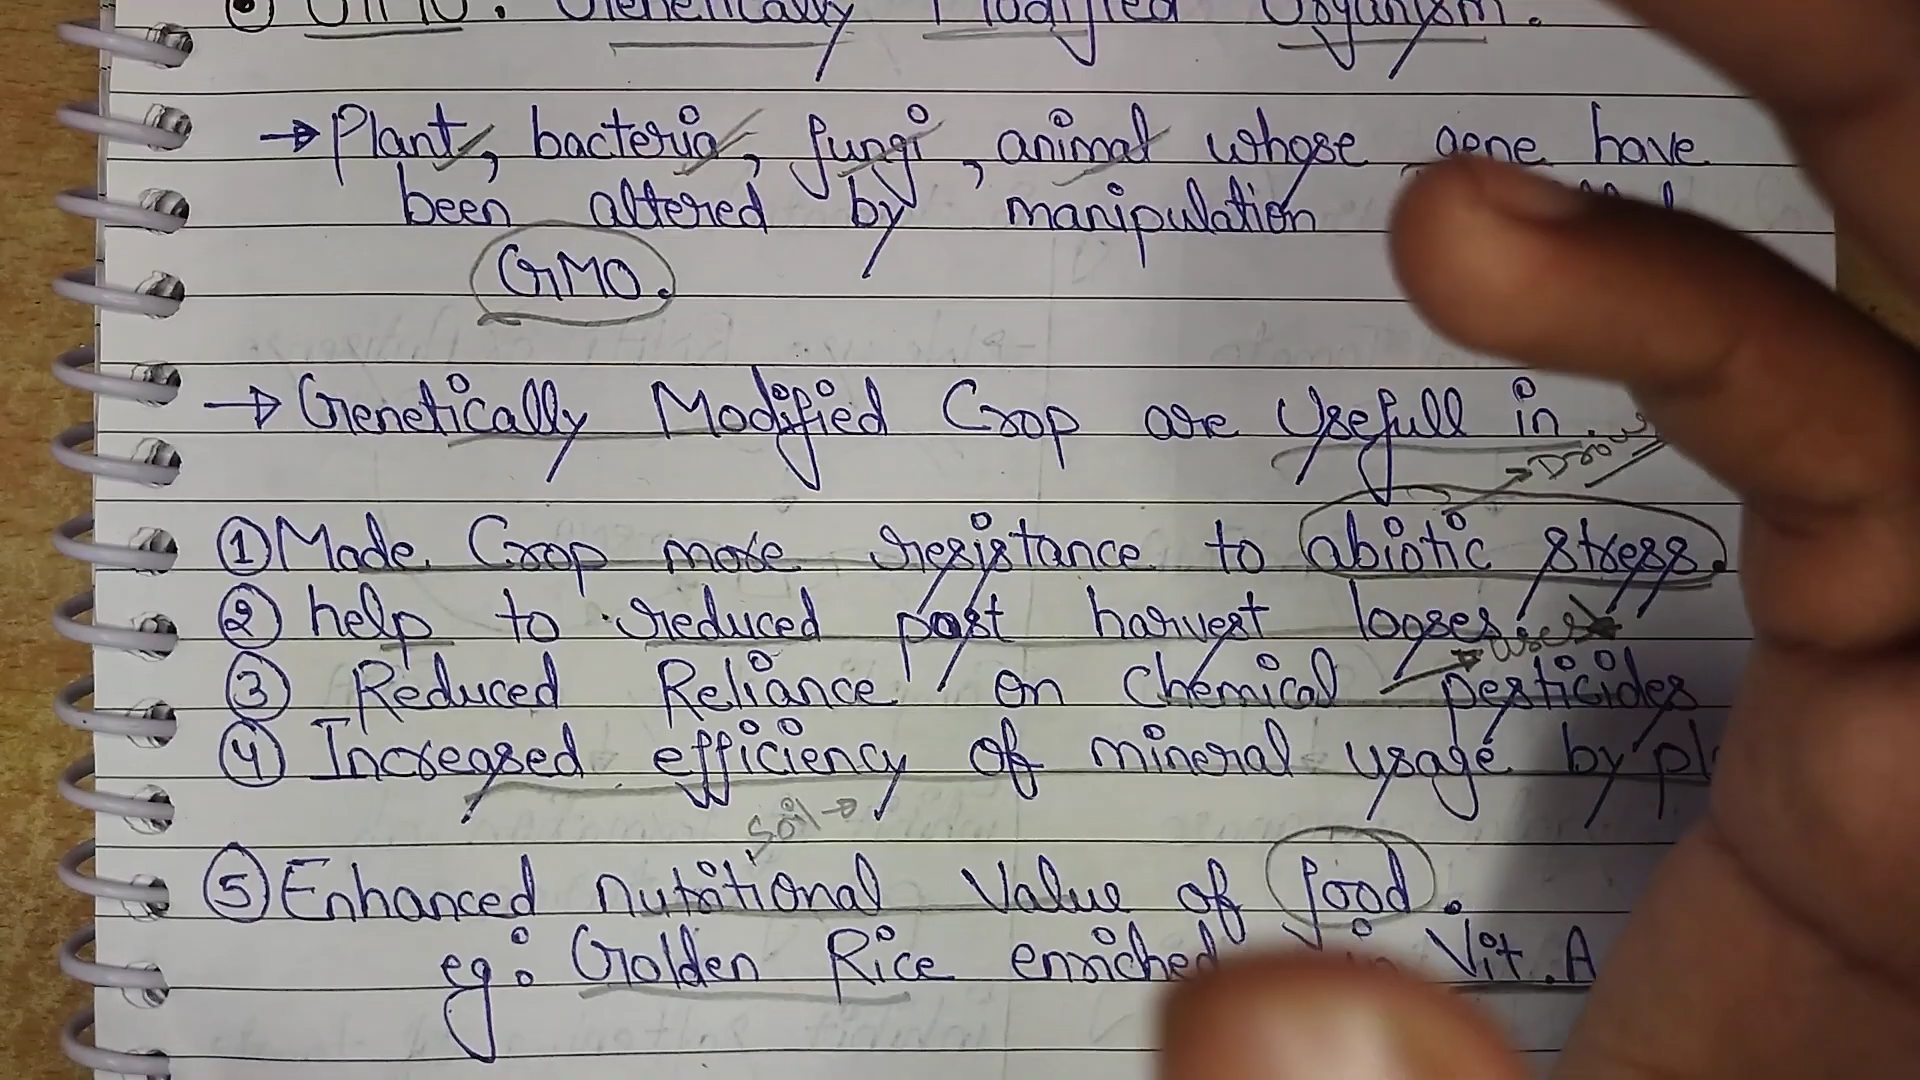 GMO. Genetically Modified Organism.
→ Plant, bacteria, fungi, animal whose gene have
been altered by manipulation
GMO.
→ Genetically Modified Crop are Usefull in.
① Made Crop more resistance to abiotic stress.
② help to reduced post harvest looses
③ Reduced Reliance on Chemical pesticides
④ Increased efficiency of mineral usage by
Soil →
⑤ Enhanced nutritional Value of food.
eg: Golden Rice enriched in Vit. A